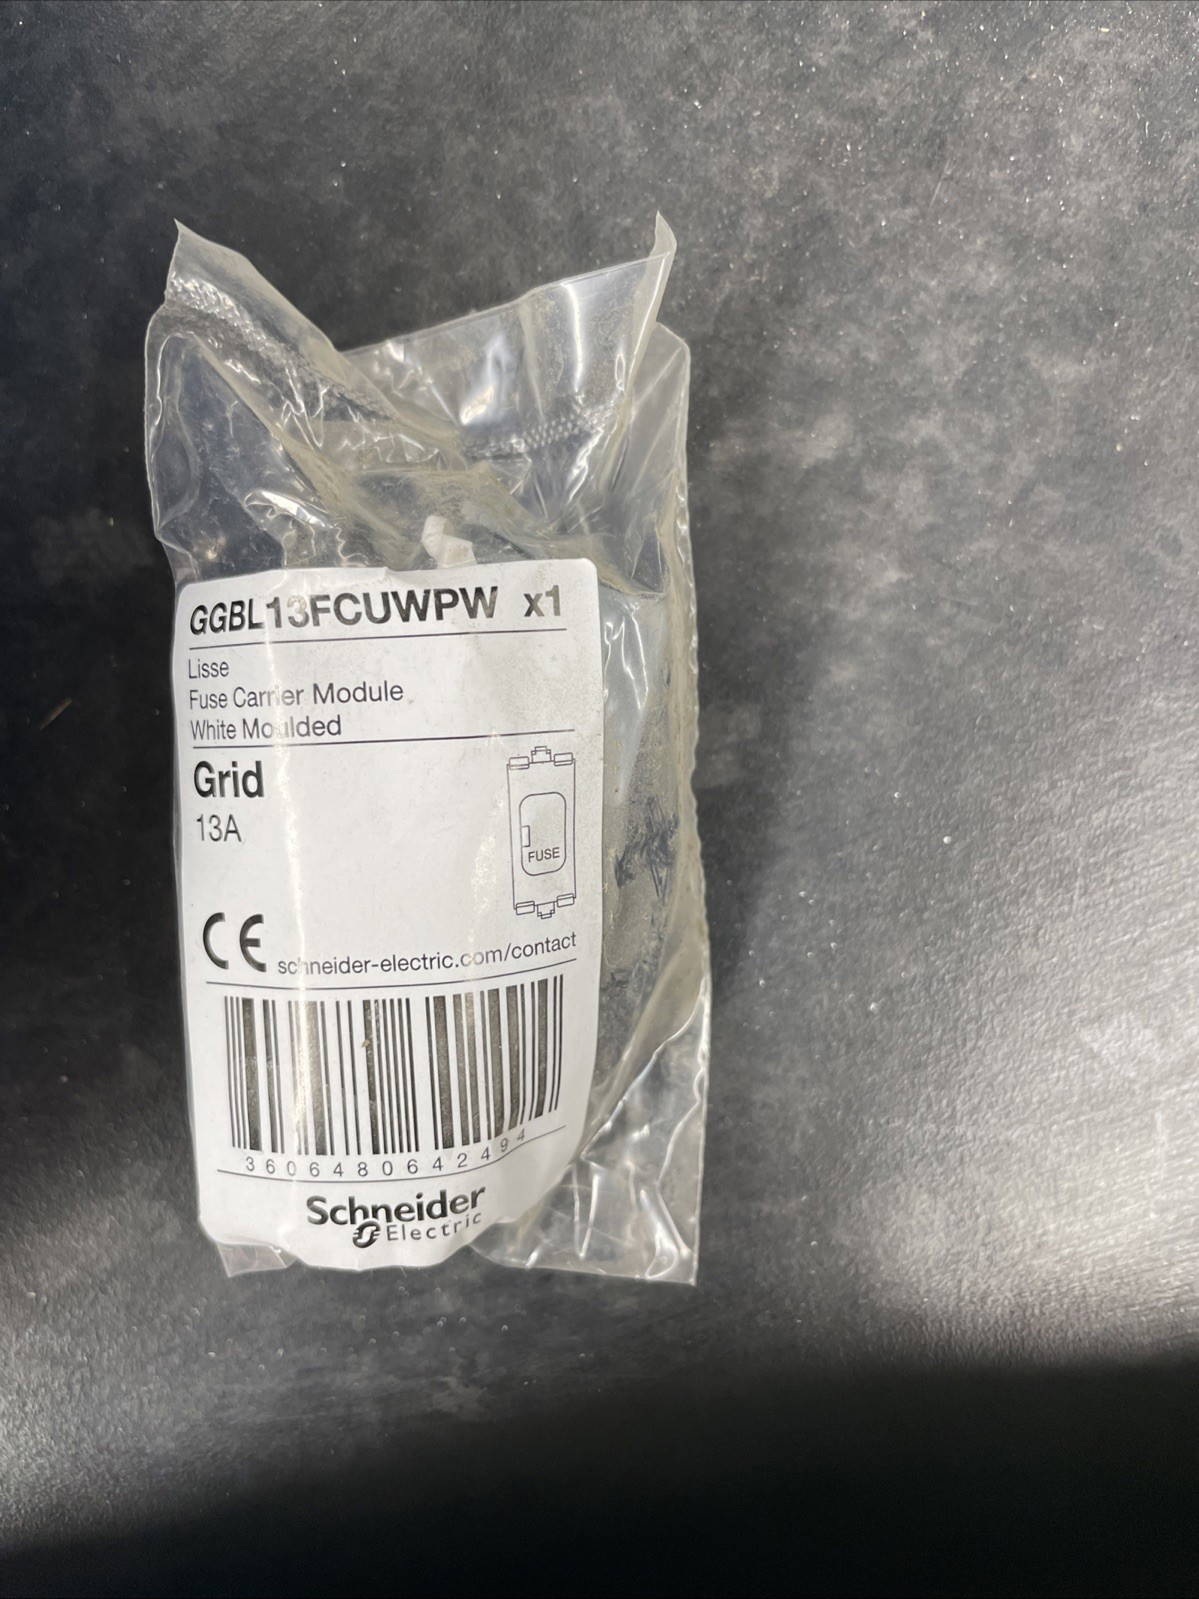 GGBL13FCUWPW x1
Lisse
Fuse Carrier Module
White Moulded
Grid
13A
FUSE
CE schneider-electric.com/contact
3606480642494
Schneider
Electric